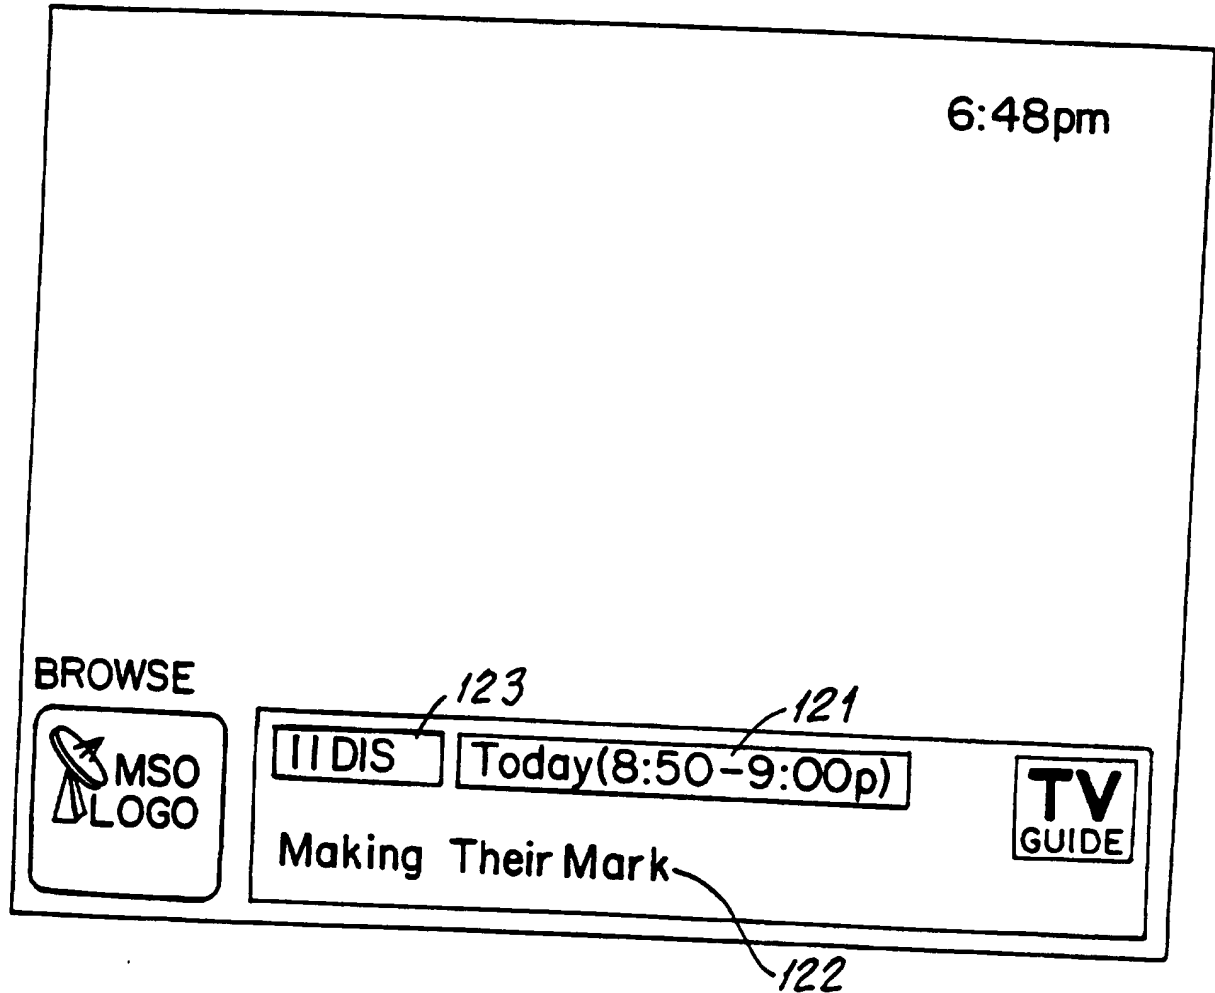 6:48pm
BROWSE
123
121
MSO
LOGO
11 DIS
Today(8:50-9:00p)
TV
GUIDE
Making Their Mark
122